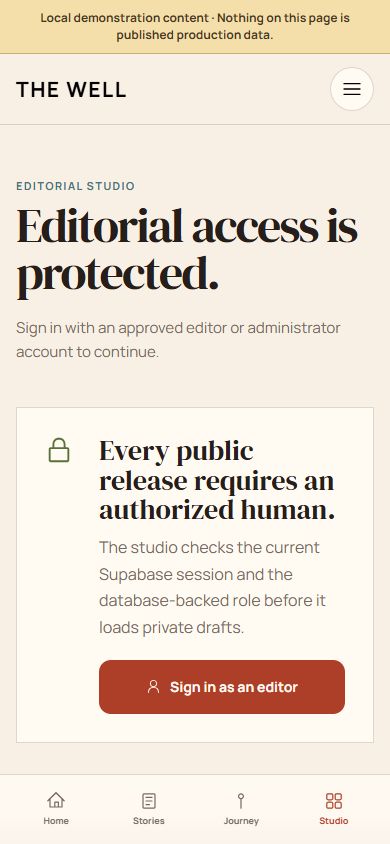 Local demonstration content · Nothing on this page is
published production data.
THE WELL
EDITORIAL STUDIO
Editorial access is
protected.
Sign in with an approved editor or administrator
account to continue.
Every public
release requires an
authorized human.
The studio checks the current
Supabase session and the
database-backed role before it
loads private drafts.
Sign in as an editor
Home
Stories
Journey
Studio